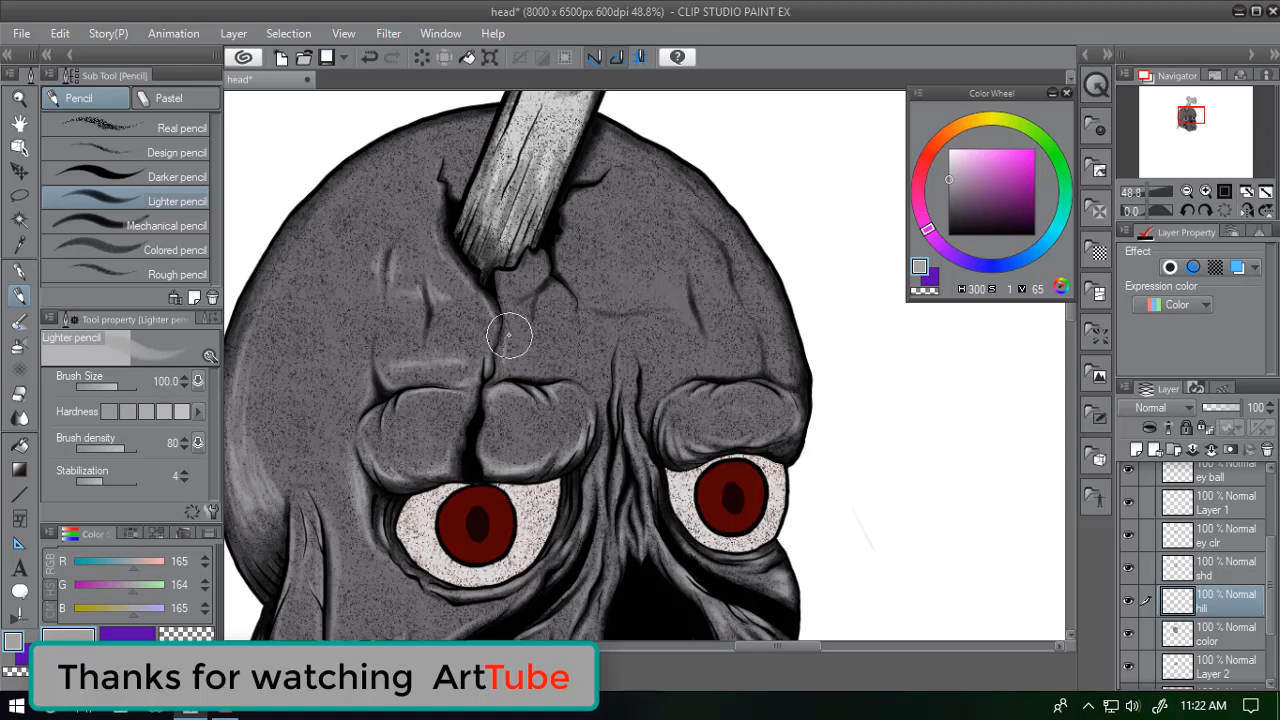 head* (8000 x 6500px 600dpi 48.8%) - CLIP STUDIO PAINT EX
File Edit Story(P) Animation Layer Selection View Filter Window Help
Sub Tool [Pencil]
Pencil Pastel
Real pencil
Design pencil
Darker pencil
Lighter pencil
Mechanical pencil
Colored pencil
Rough pencil
Tool property [Lighter pencil]
Lighter pencil
Brush Size 100.0
Hardness
Brush density 80
Stabilization 4
Color
RGB
R 165
G 164
B 165
head*
Color Wheel
H 300 S 1 V 65
Navigator
48.8
0.0
Layer Property
Effect
Expression color
Color
Layer
Normal 100
100 % Normal
ey ball
100 % Normal
Layer 1
100 % Normal
ey clr
100 % Normal
shd
100 % Normal
hili
100 % Normal
color
100 % Normal
Layer 2
Thanks for watching ArtTube
11:22 AM